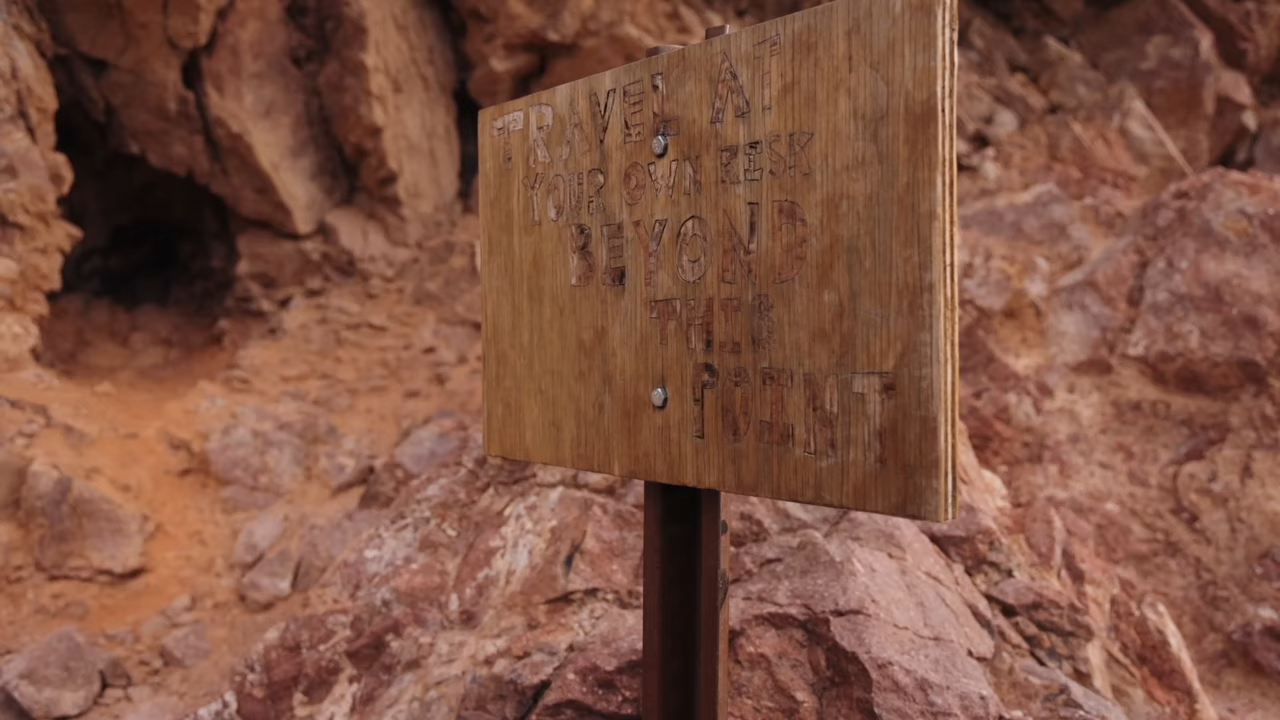 TRAVEL AT
YOUR OWN RISK
BEYOND
THIS
POINT